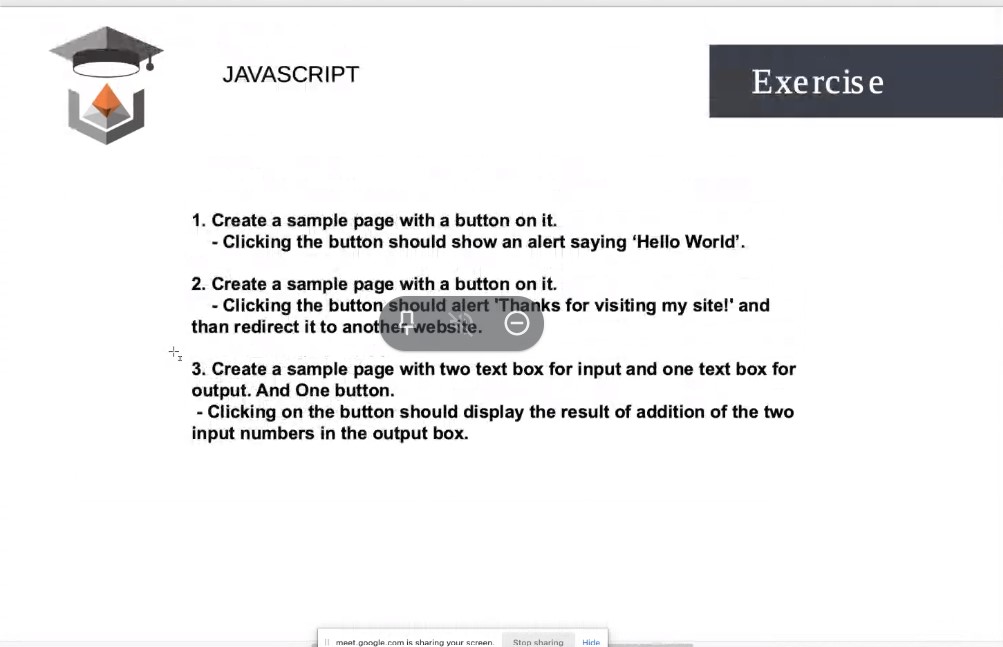 JAVASCRIPT
Exercise
1. Create a sample page with a button on it.
- Clicking the button should show an alert saying ‘Hello World’.
2. Create a sample page with a button on it.
- Clicking the button should alert 'Thanks for visiting my site!' and
than redirect it to another website.
3. Create a sample page with two text box for input and one text box for
output. And One button.
- Clicking on the button should display the result of addition of the two
input numbers in the output box.
meet.google.com is sharing your screen. Stop sharing Hide